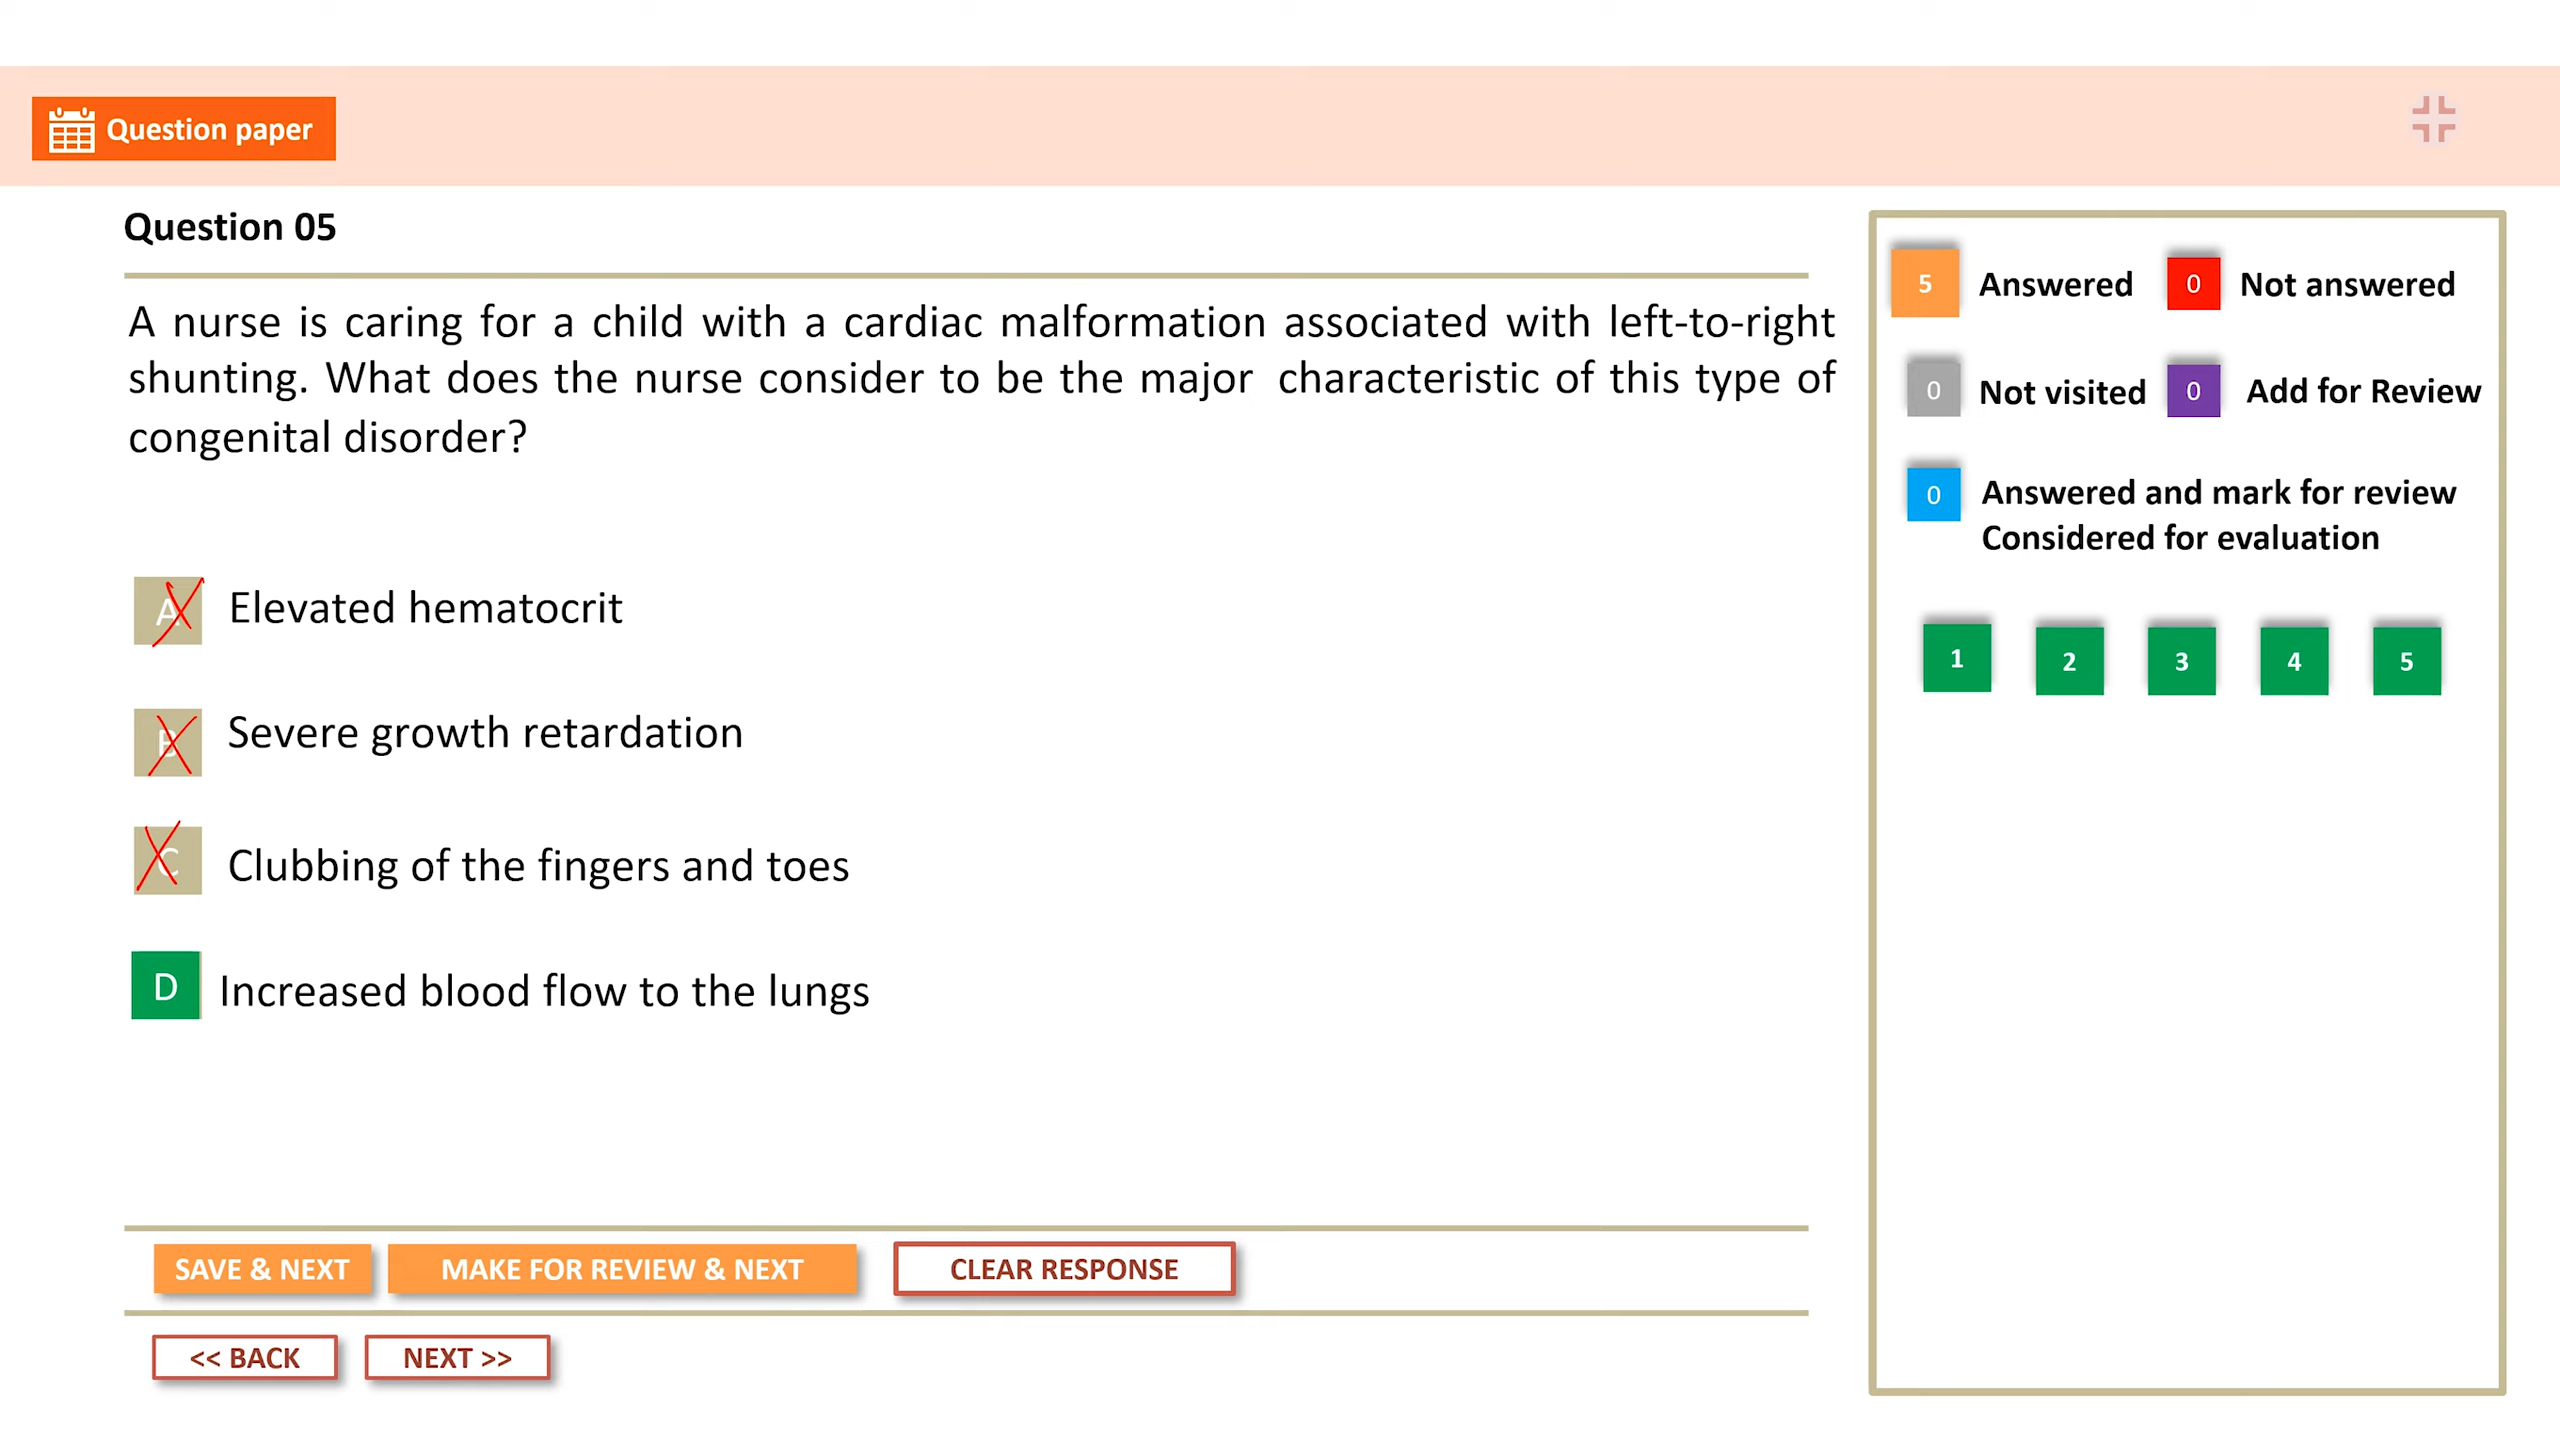 Question paper
Question 05
A nurse is caring for a child with a cardiac malformation associated with left-to-right
shunting. What does the nurse consider to be the major characteristic of this type of
congenital disorder?
A Elevated hematocrit
B Severe growth retardation
C Clubbing of the fingers and toes
D Increased blood flow to the lungs
SAVE & NEXT MAKE FOR REVIEW & NEXT CLEAR RESPONSE
<< BACK NEXT >>
5 Answered 0 Not answered
0 Not visited 0 Add for Review
0 Answered and mark for review
Considered for evaluation
1 2 3 4 5